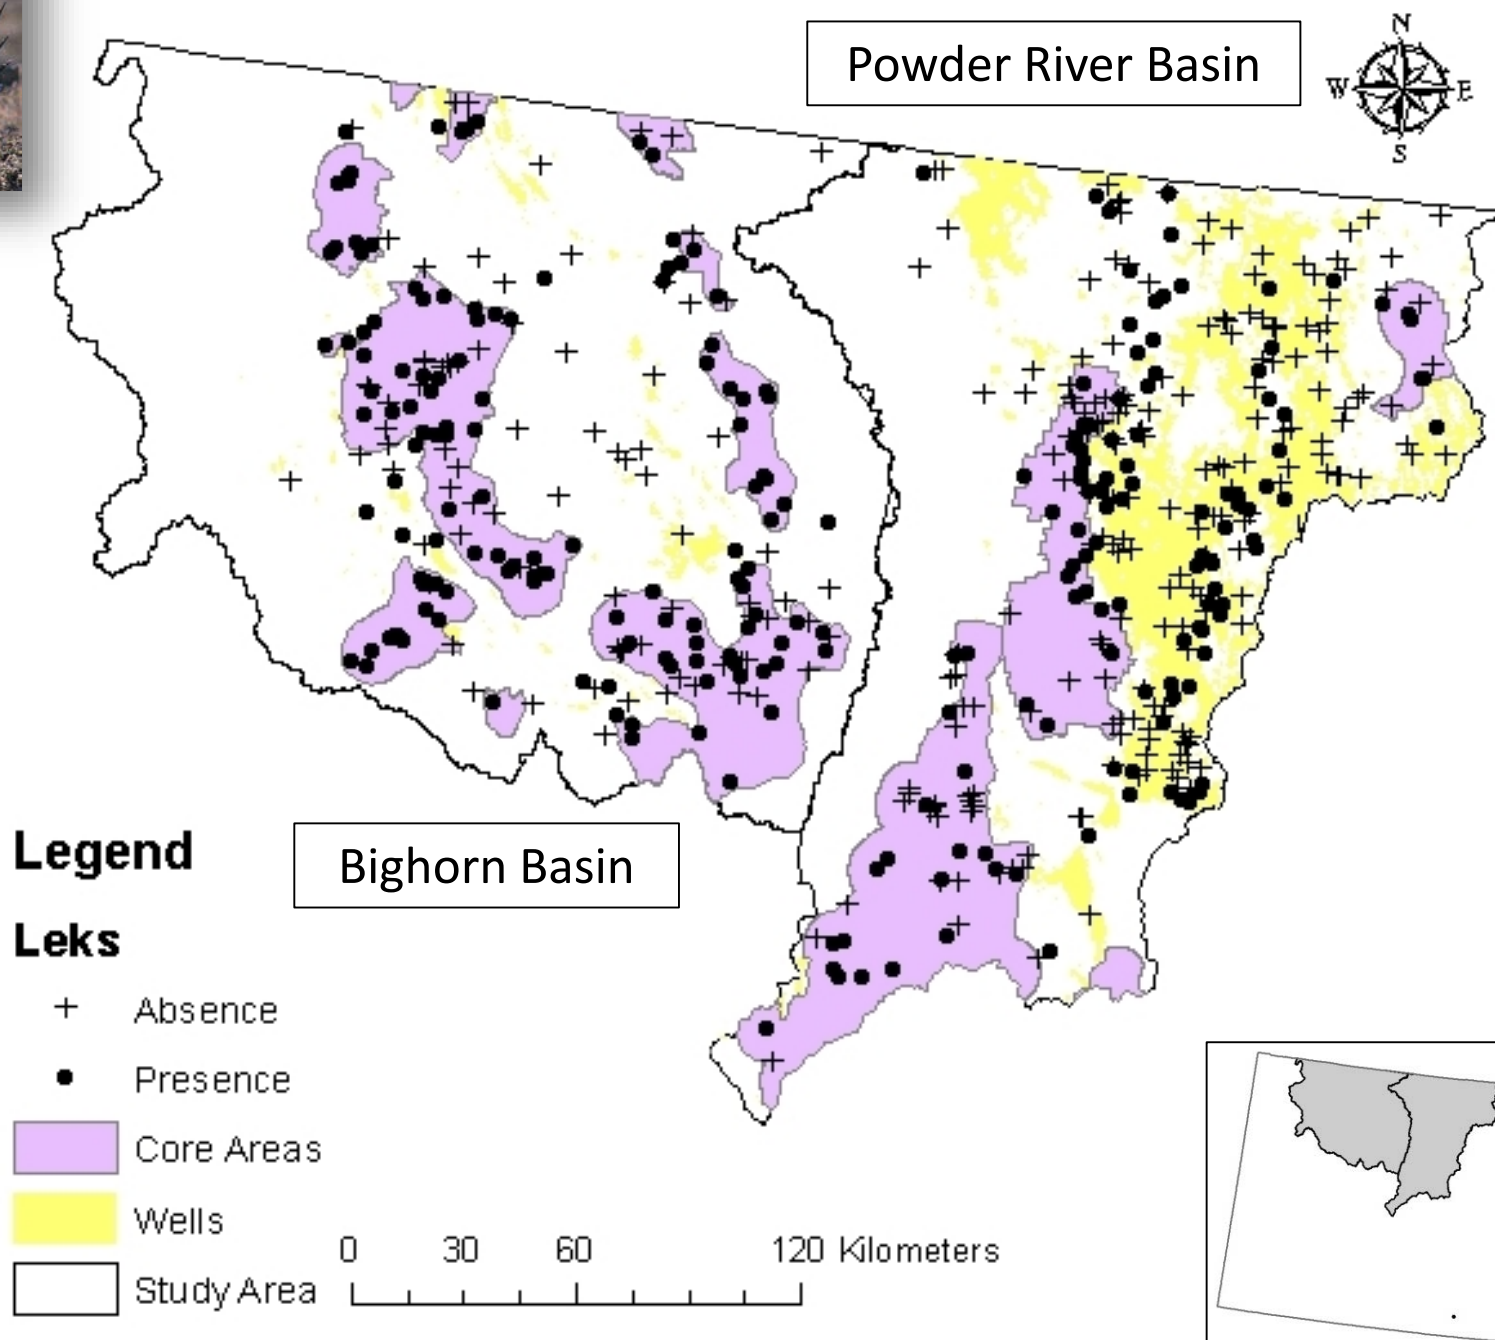 Powder River Basin
N
W
E
S
Legend
Bighorn Basin
Leks
Absence
Presence
Core Areas
Wells
Study Area
0 30 60 120 Kilometers